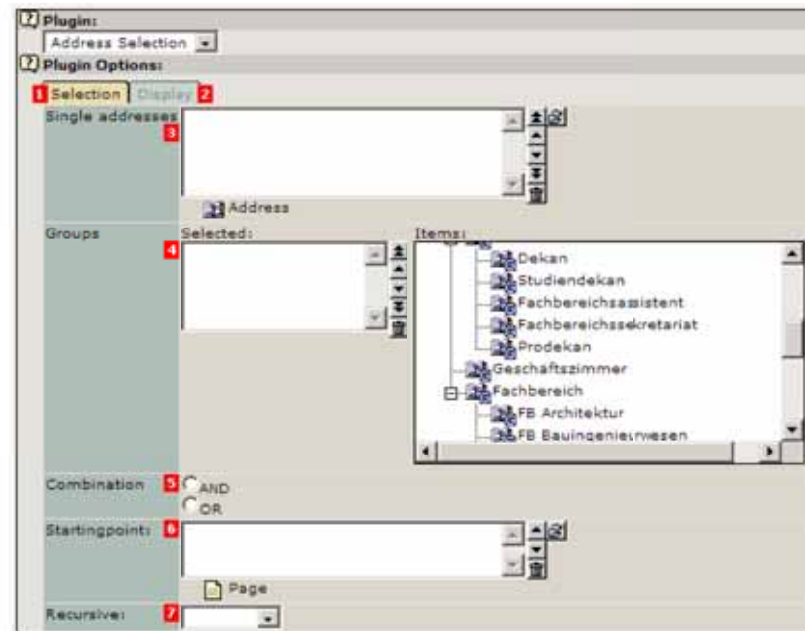 Plugin:
Address Selection
Plugin Options:
1 Selection Display 2
Single addresses
3
Address
Groups Selected: Items:
4
Dekan
Studiendekan
Fachbereichsassistent
Fachbereichssekretariat
Prodekan
Geschäftszimmer
Fachbereich
FB Architektur
FB Bauingenieurwesen
Combination 5 AND
OR
Startingpoint: 6
Page
Recursive: 7